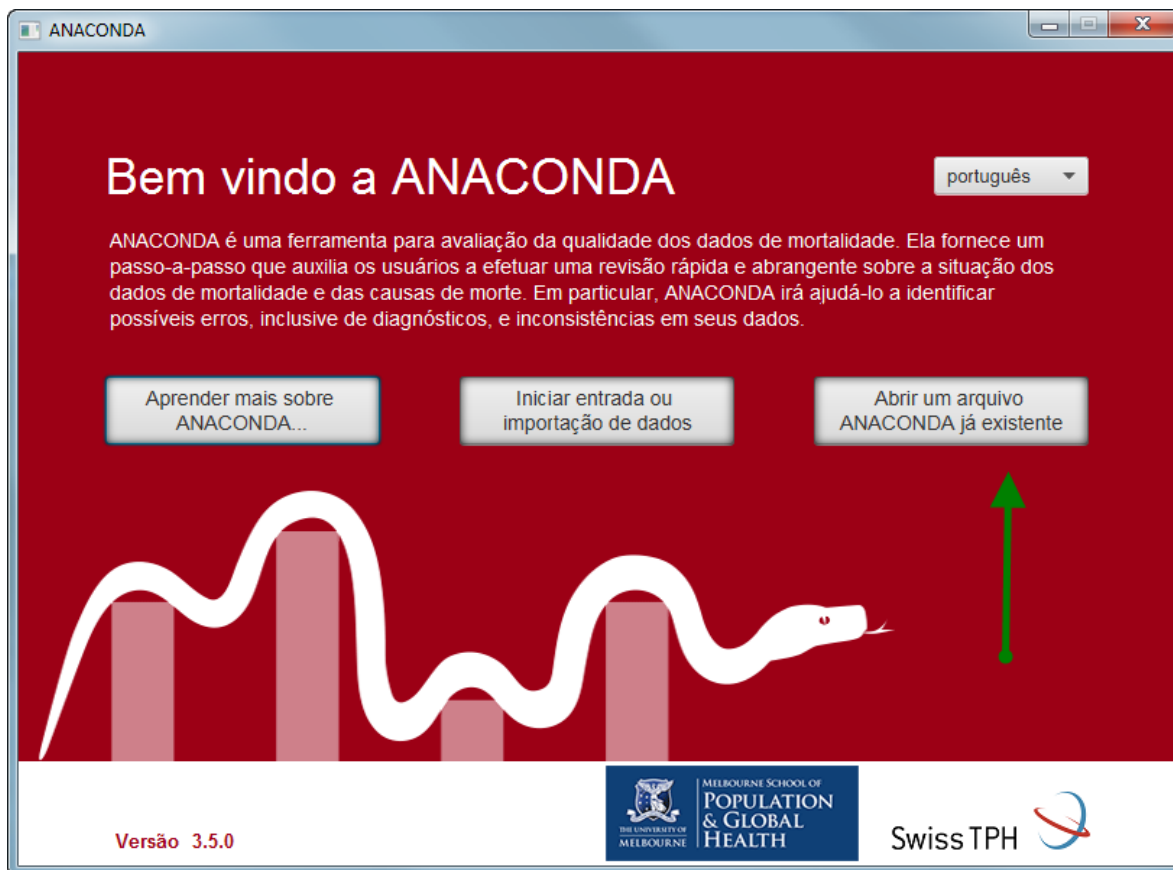 ANACONDA
Bem vindo a ANACONDA
português
ANACONDA é uma ferramenta para avaliação da qualidade dos dados de mortalidade. Ela fornece um
passo-a-passo que auxilia os usuários a efetuar uma revisão rápida e abrangente sobre a situação dos
dados de mortalidade e das causas de morte. Em particular, ANACONDA irá ajudá-lo a identificar
possíveis erros, inclusive de diagnósticos, e inconsistências em seus dados.
Aprender mais sobre
ANACONDA...
Iniciar entrada ou
importação de dados
Abrir um arquivo
ANACONDA já existente
Versão 3.5.0
THE UNIVERSITY OF
MELBOURNE
MELBOURNE SCHOOL OF
POPULATION
& GLOBAL
HEALTH
Swiss TPH